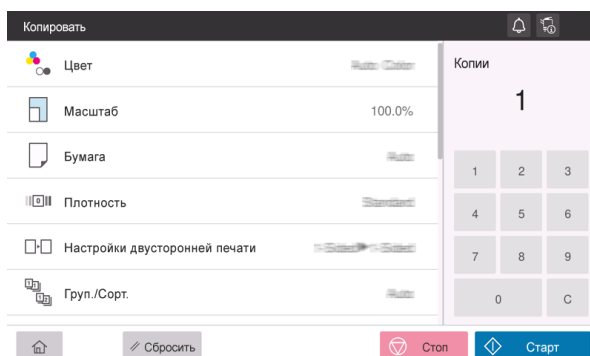 Копировать
Цвет
Масштаб
100.0%
Бумага
Плотность
Настройки двусторонней печати
Груп./Сорт.
Копии
1
1 2 3
4 5 6
7 8 9
0 C
Сбросить
Стоп
Старт